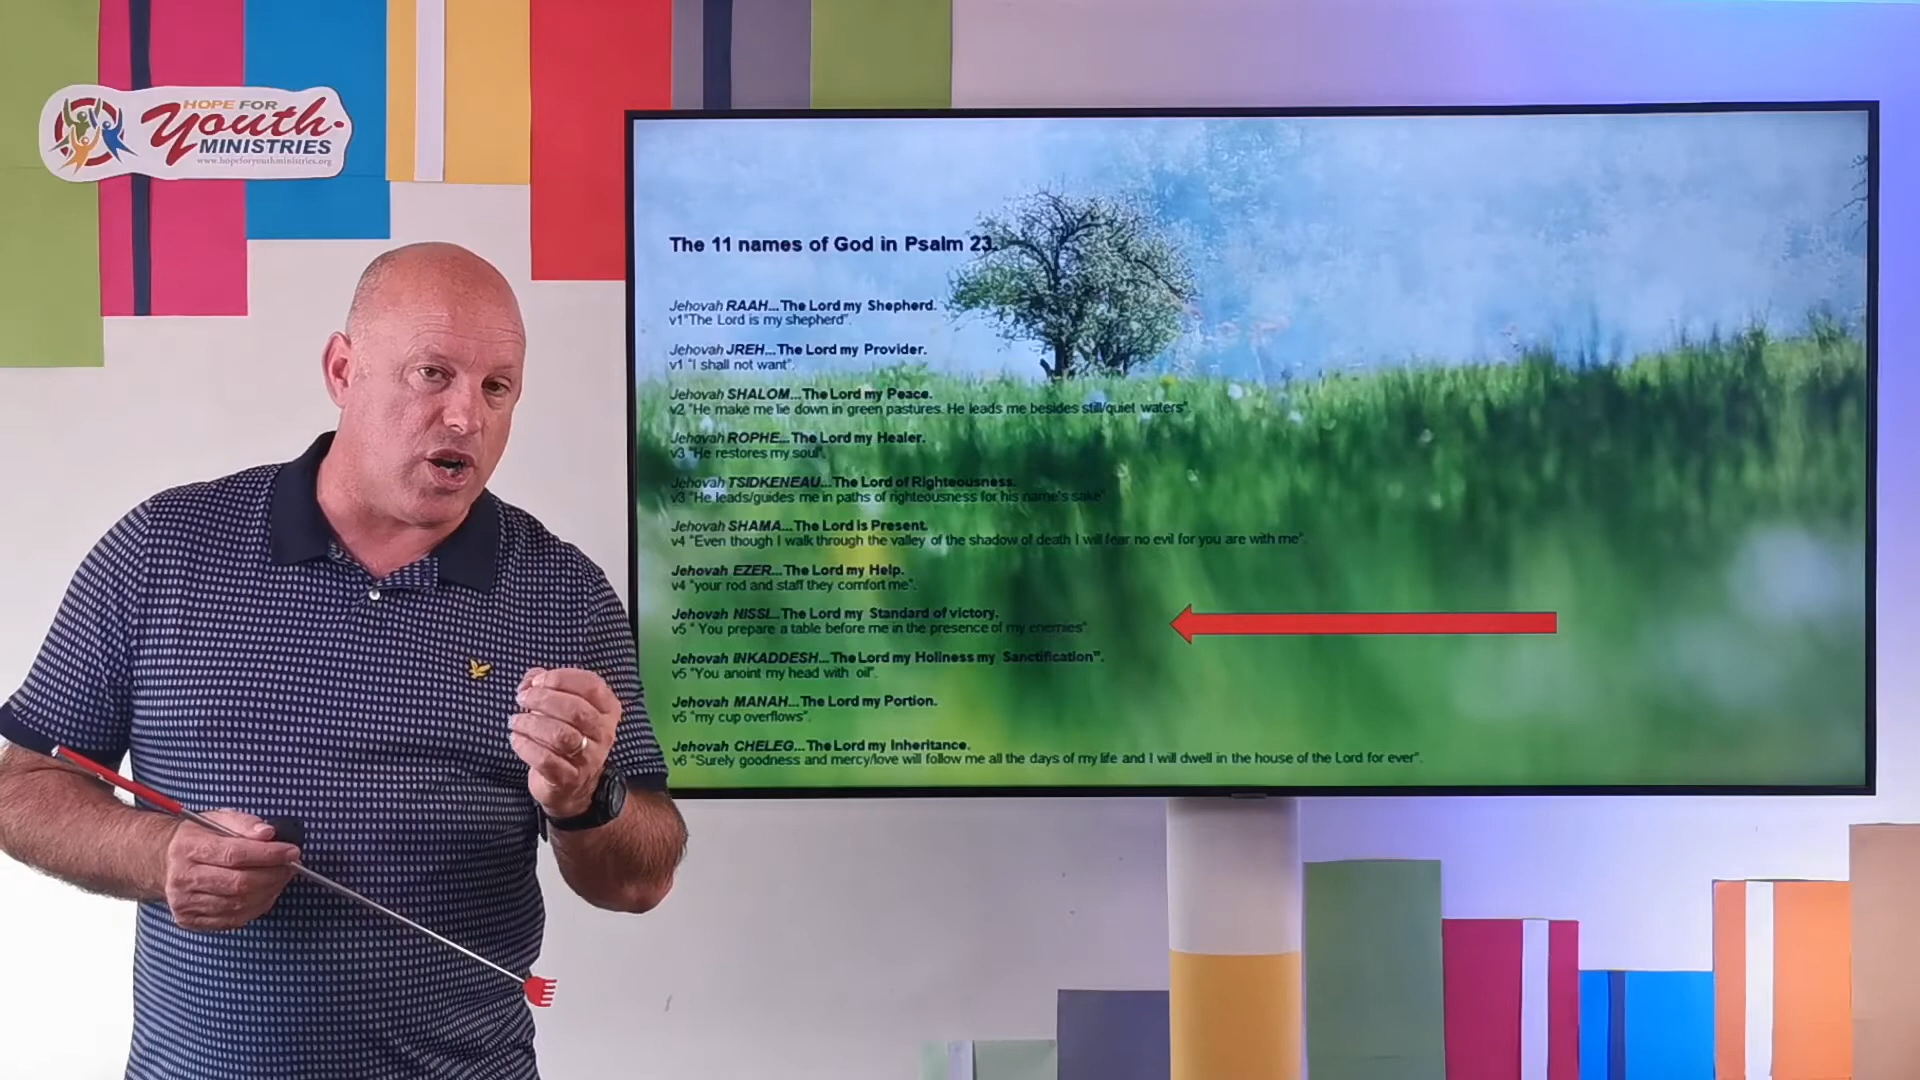 HOPE FOR
Youth
MINISTRIES
www.hopeforyouthministries.org
The 11 names of God in Psalm 23.
Jehovah RAAH...The Lord my Shepherd.
v1"The Lord is my shepherd".
Jehovah JREH...The Lord my Provider.
v1 "I shall not want".
Jehovah SHALOM...The Lord my Peace.
v2 "He make me lie down in green pastures. He leads me besides still/quiet waters".
Jehovah ROPHE...The Lord my Healer.
v3 "He restores my soul".
Jehovah TSIDKENEAU...The Lord of Righteousness.
v3 "He leads/guides me in paths of righteousness for his name's sake"
Jehovah SHAMA...The Lord is Present.
v4 "Even though I walk through the valley of the shadow of death I will fear no evil for you are with me".
Jehovah EZER...The Lord my Help.
v4 "your rod and staff they comfort me".
Jehovah NISSI...The Lord my Standard of victory.
v5 " You prepare a table before me in the presence of my enemies"
Jehovah INKADDESH...The Lord my Holiness my Sanctification".
v5 "You anoint my head with oil".
Jehovah MANAH...The Lord my Portion.
v5 "my cup overflows".
Jehovah CHELEG...The Lord my Inheritance.
v6 "Surely goodness and mercy/love will follow me all the days of my life and I will dwell in the house of the Lord for ever".